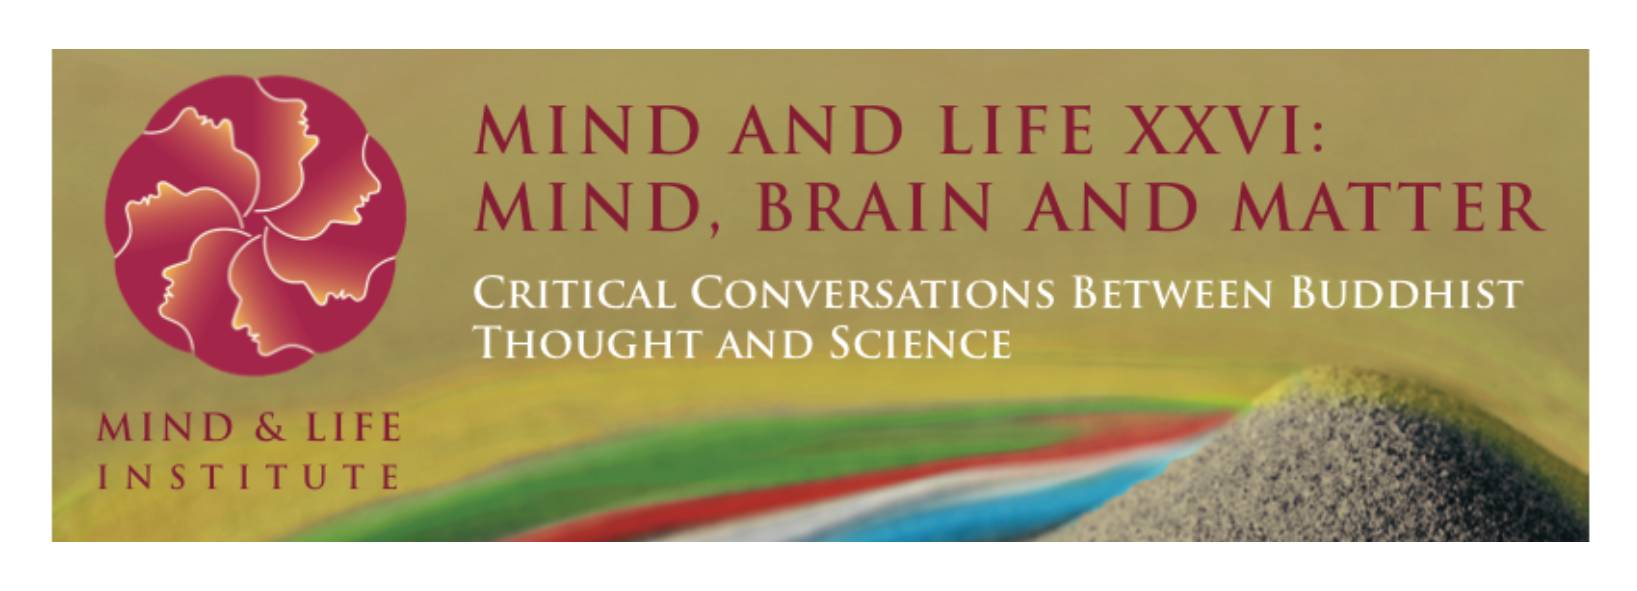 MIND AND LIFE XXVI:
MIND, BRAIN AND MATTER
CRITICAL CONVERSATIONS BETWEEN BUDDHIST
THOUGHT AND SCIENCE
MIND & LIFE
INSTITUTE